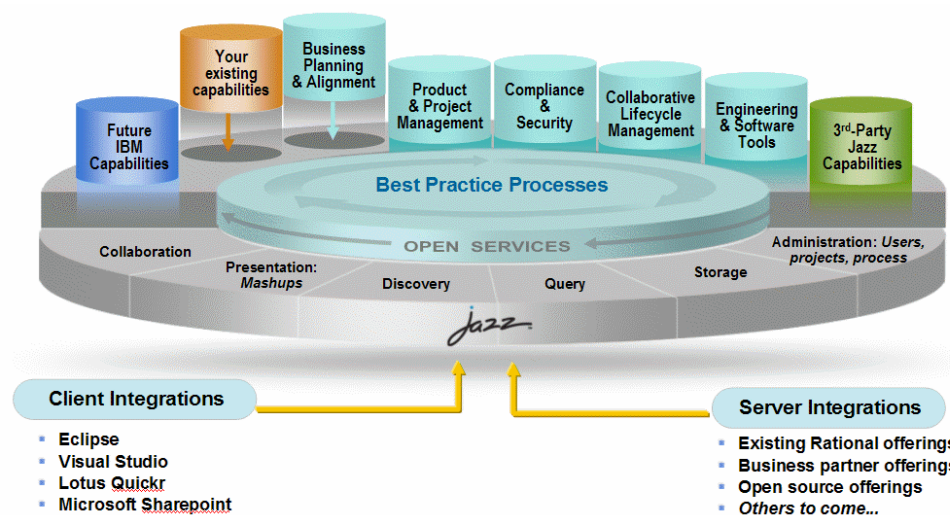 Future
IBM
Capabilities
Your
existing
capabilities
Business
Planning
& Alignment
Product
& Project
Management
Compliance
&
Security
Collaborative
Lifecycle
Management
Engineering
& Software
Tools
3rd-Party
Jazz
Capabilities
Best Practice Processes
OPEN SERVICES
Collaboration
Presentation:
Mashups
Discovery
Query
Storage
Administration: Users,
projects, process
jazz
Client Integrations
Eclipse
Visual Studio
Lotus Quickr
Microsoft Sharepoint
Server Integrations
Existing Rational offerings
Business partner offerings
Open source offerings
Others to come...